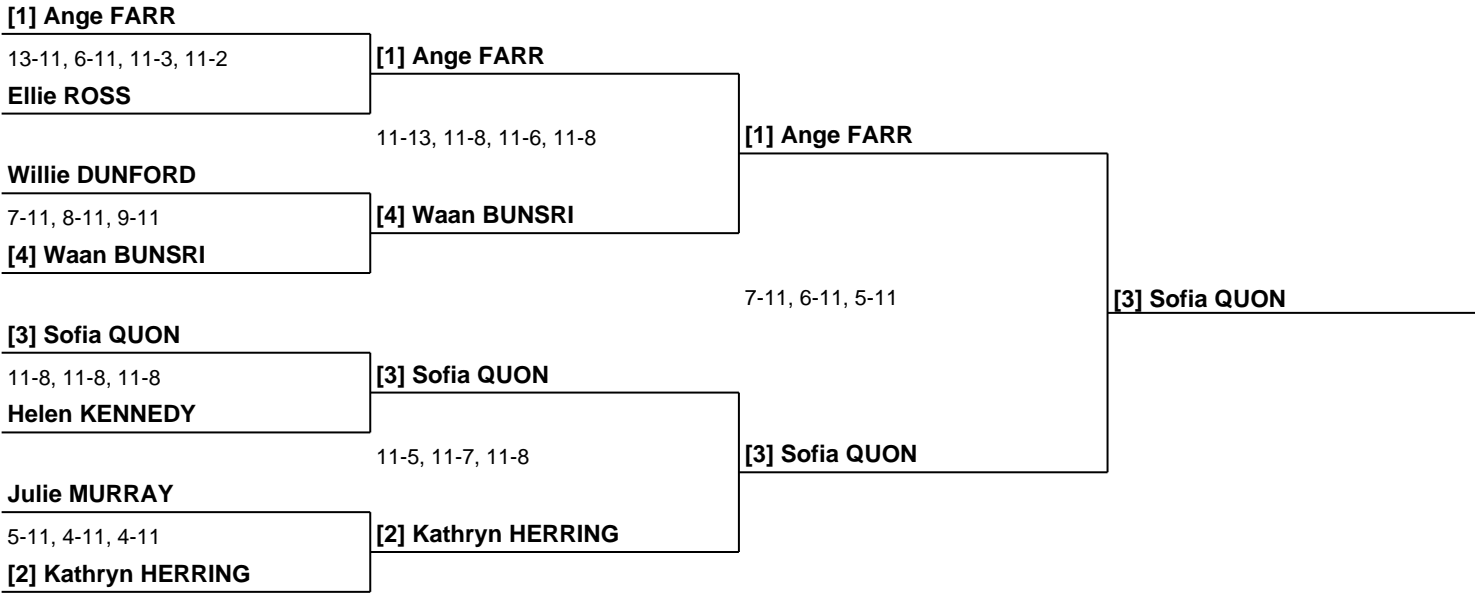 [1] Ange FARR
13-11, 6-11, 11-3, 11-2
[1] Ange FARR
Ellie ROSS
11-13, 11-8, 11-6, 11-8
[1] Ange FARR
Willie DUNFORD
7-11, 8-11, 9-11
[4] Waan BUNSRI
[4] Waan BUNSRI
7-11, 6-11, 5-11
[3] Sofia QUON
[3] Sofia QUON
11-8, 11-8, 11-8
[3] Sofia QUON
Helen KENNEDY
11-5, 11-7, 11-8
[3] Sofia QUON
Julie MURRAY
5-11, 4-11, 4-11
[2] Kathryn HERRING
[2] Kathryn HERRING